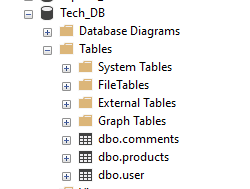 Tech_DB
Database Diagrams
Tables
System Tables
FileTables
External Tables
Graph Tables
dbo.comments
dbo.products
dbo.user